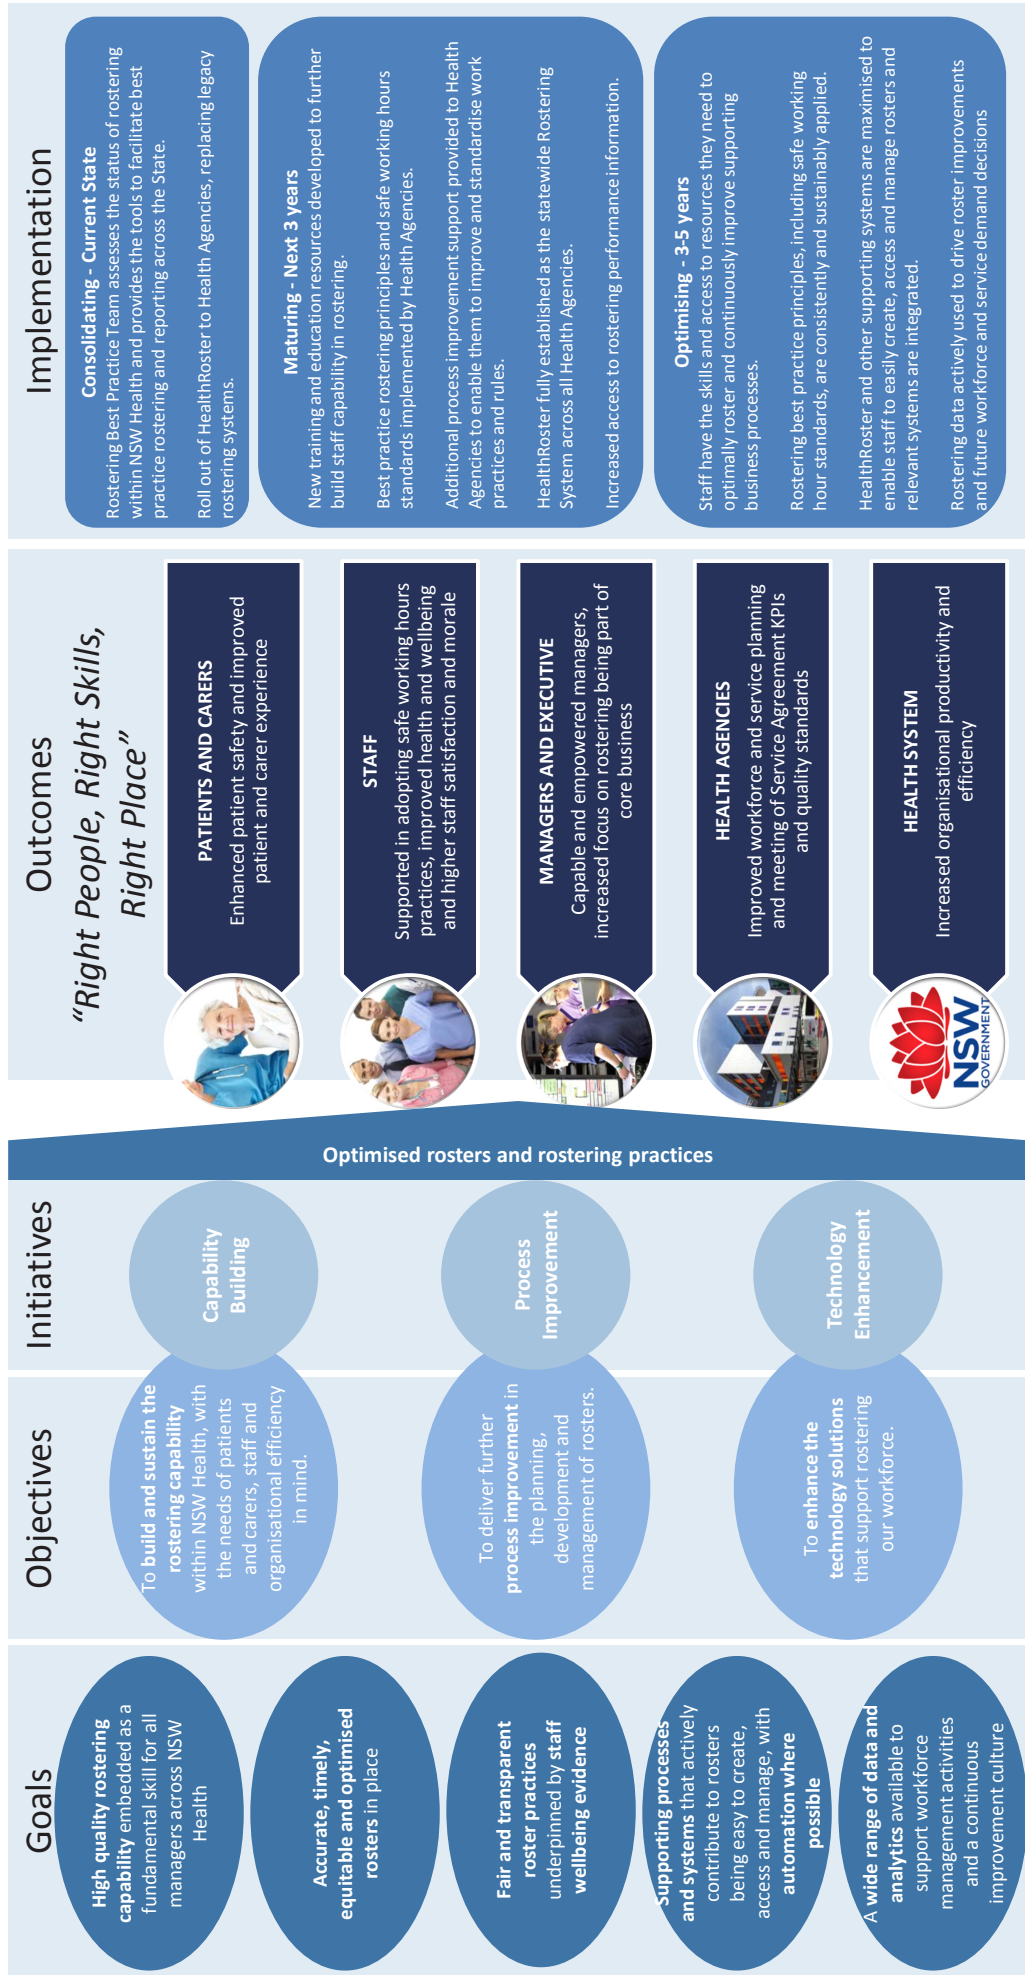 Goals
High quality rostering
capability embedded as a
fundamental skill for all
managers across NSW
Health
Accurate, timely,
equitable and optimised
rosters in place
Fair and transparent
roster practices
underpinned by staff
wellbeing evidence
Supporting processes
and systems that actively
contribute to rosters
being easy to create,
access and manage, with
automation where
possible
A wide range of data and
analytics available to
support workforce
management activities
and a continuous
improvement culture
Objectives
To build and sustain the
rostering capability
within NSW Health, with
the needs of patients
and carers, staff and
organisational efficiency
in mind.
To deliver further
process improvement in
the planning,
development and
management of rosters.
To enhance the
technology solutions
that support rostering
our workforce.
Initiatives
Capability
Building
Process
Improvement
Technology
Enhancement
Optimised rosters and rostering practices
Outcomes
“Right People, Right Skills,
Right Place”
PATIENTS AND CARERS
Enhanced patient safety and improved
patient and carer experience
STAFF
Supported in adopting safe working hours
practices, improved health and wellbeing
and higher staff satisfaction and morale
MANAGERS AND EXECUTIVE
Capable and empowered managers,
increased focus on rostering being part of
core business
HEALTH AGENCIES
Improved workforce and service planning
and meeting of Service Agreement KPIs
and quality standards
NSW
GOVERNMENT
HEALTH SYSTEM
Increased organisational productivity and
efficiency
Implementation
Consolidating - Current State
Rostering Best Practice Team assesses the status of rostering
within NSW Health and provides the tools to facilitate best
practice rostering and reporting across the State.
Roll out of HealthRoster to Health Agencies, replacing legacy
rostering systems.
Maturing - Next 3 years
New training and education resources developed to further
build staff capability in rostering.
Best practice rostering principles and safe working hours
standards implemented by Health Agencies.
Additional process improvement support provided to Health
Agencies to enable them to improve and standardise work
practices and rules.
HealthRoster fully established as the statewide Rostering
System across all Health Agencies.
Increased access to rostering performance information.
Optimising - 3-5 years
Staff have the skills and access to resources they need to
optimally roster and continuously improve supporting
business processes.
Rostering best practice principles, including safe working
hour standards, are consistently and sustainably applied.
HealthRoster and other supporting systems are maximised to
enable staff to easily create, access and manage rosters and
relevant systems are integrated.
Rostering data actively used to drive roster improvements
and future workforce and service demand decisions